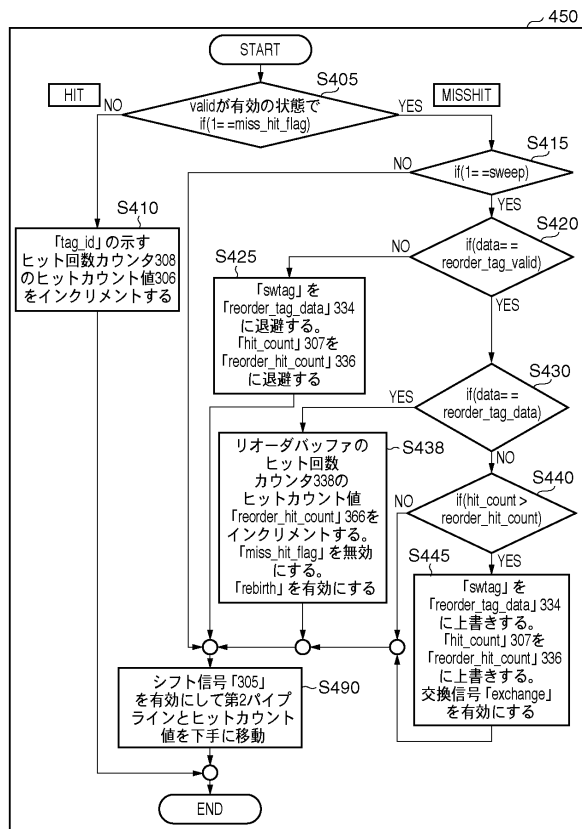 450
START
S405
HIT
NO
validが有効の状態で
if(1= =miss_hit_flag)
YES
MISSHIT
S415
NO
if(1= =sweep)
YES
S410
「tag_id」の示す
ヒット回数カウンタ308
のヒットカウント値306
をインクリメントする
S420
NO
if(data= =
reorder_tag_valid)
YES
S425
「swtag」を
「reorder_tag_data」334
に退避する。
「hit_count」307を
「reorder_hit_count」336
に退避する
S430
YES
if(data= =
reorder_tag_data)
NO
S438
リオーダバッファの
ヒット回数
カウンタ338の
ヒットカウント値
「reorder_hit_count」366を
インクリメントする。
「miss_hit_flag」を無効
にする。
「rebirth」を有効にする
S440
NO
if(hit_count >
reorder_hit_count)
YES
S445
「swtag」を
「reorder_tag_data」334
に上書きする。
「hit_count」307を
「reorder_hit_count」336
に上書きする。
交換信号「exchange」
を有効にする
S490
シフト信号「305」
を有効にして第2パイプ
ラインとヒットカウント
値を下手に移動
END